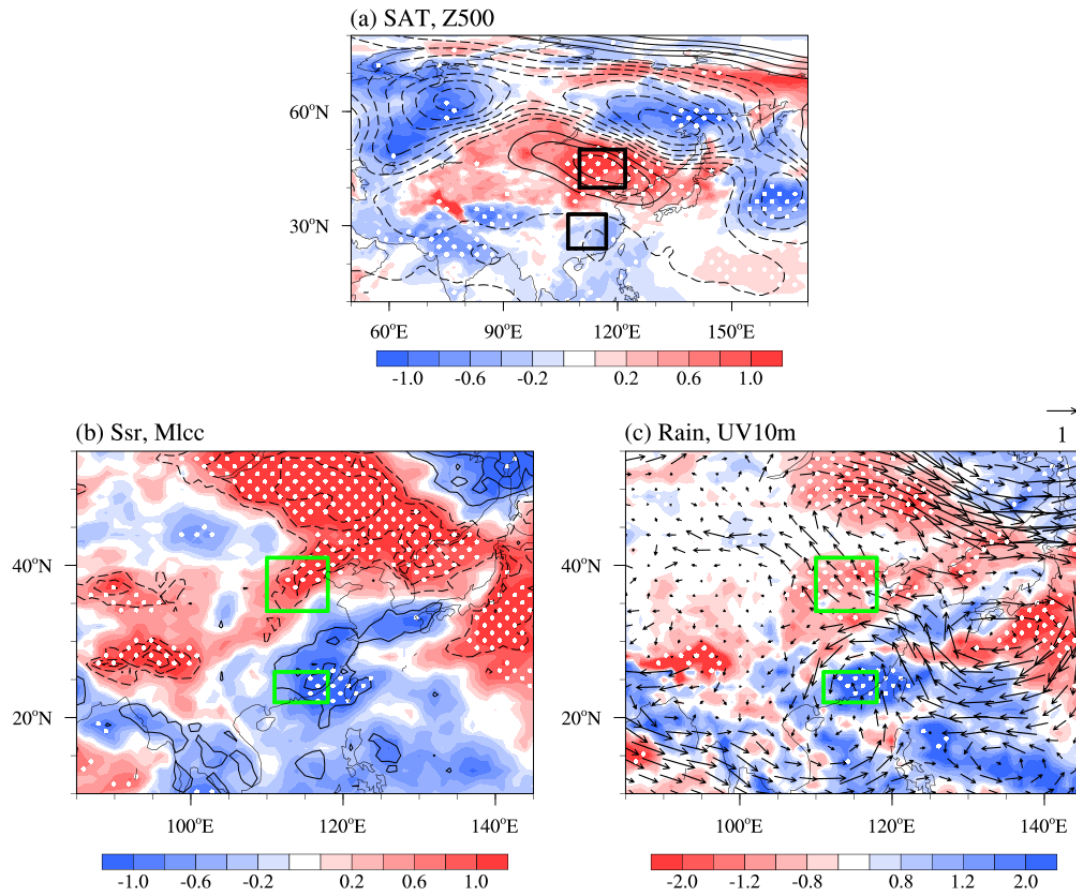 (a) SAT, Z500
60°N
30°N
60°E 90°E 120°E 150°E
-1.0 -0.6 -0.2 0.2 0.6 1.0
(b) Ssr, Mlcc
40°N
20°N
100°E 120°E 140°E
-1.0 -0.6 -0.2 0.2 0.6 1.0
(c) Rain, UV10m
1
40°N
20°N
100°E 120°E 140°E
-2.0 -1.2 -0.8 0.8 1.2 2.0